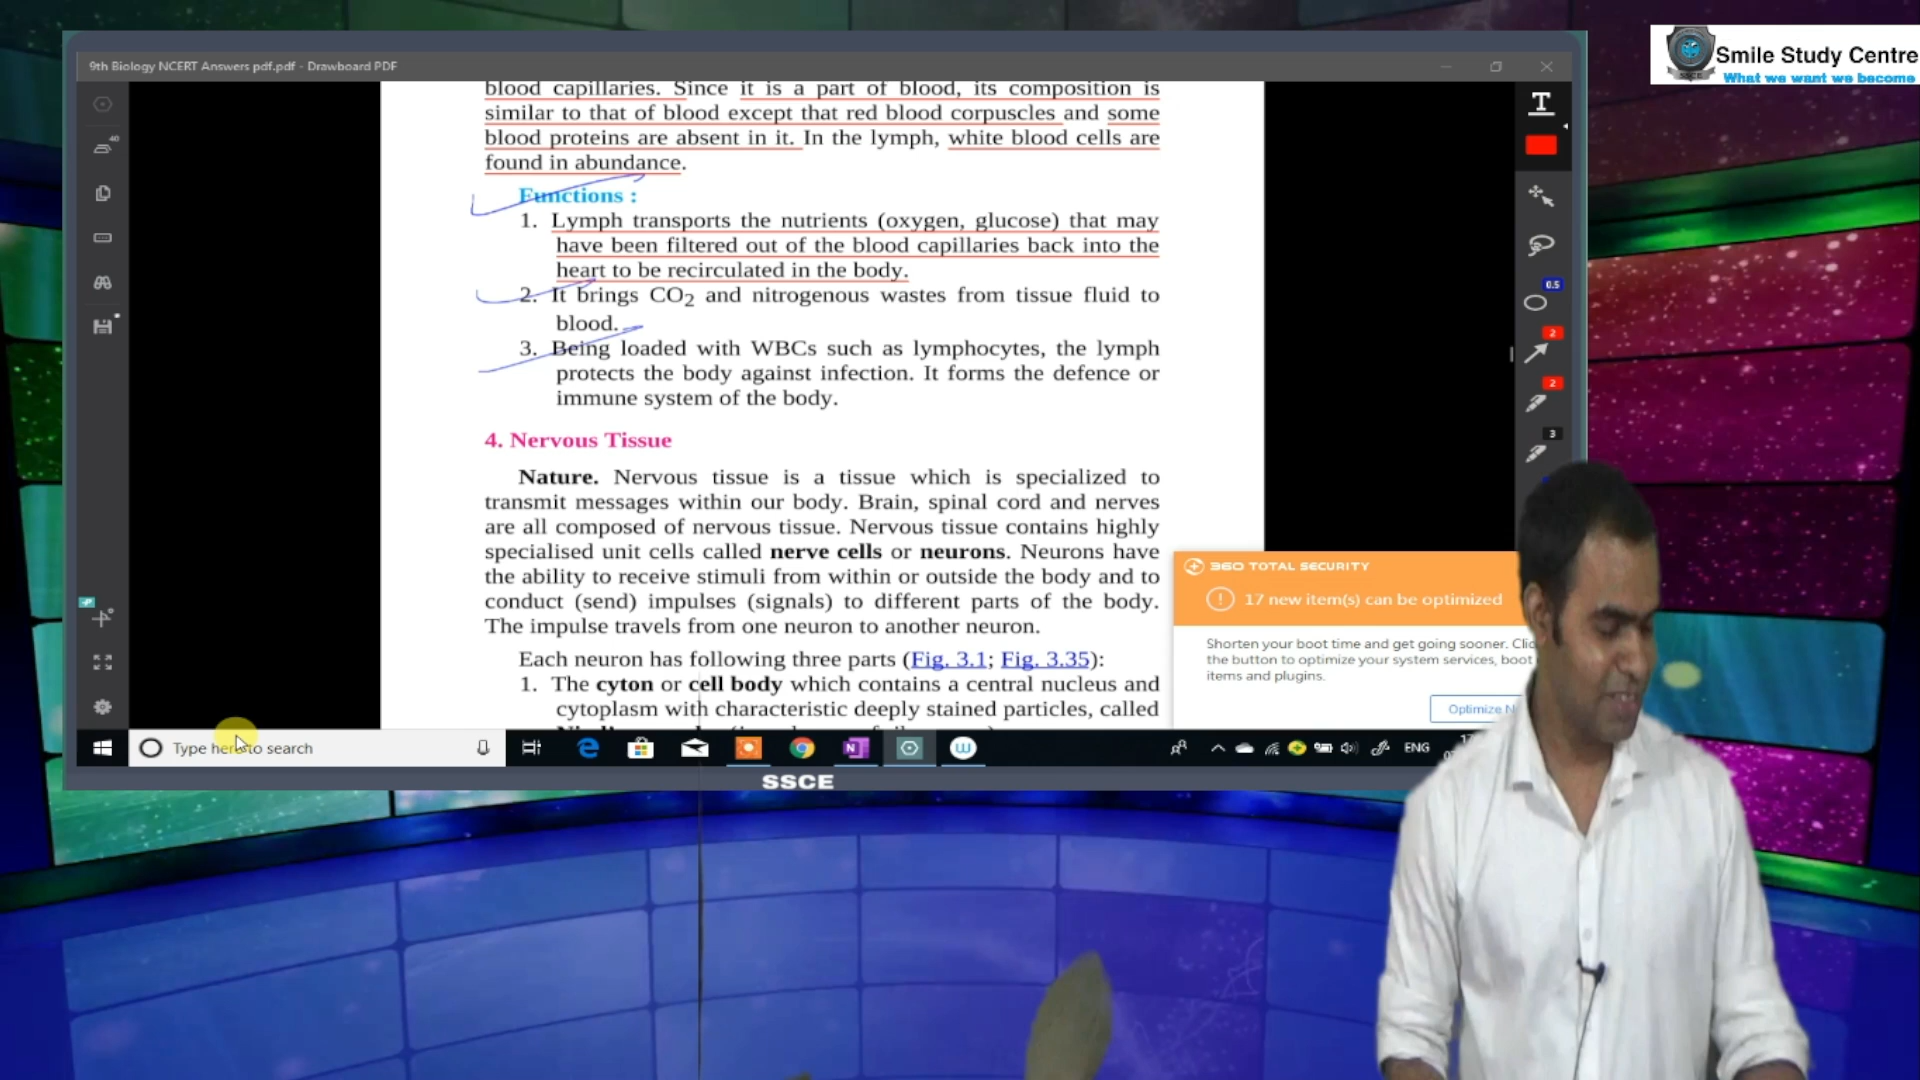 Smile Study Centre
What we want we become
SSCE
9th Biology NCERT Answers pdf.pdf - Drawboard PDF
blood capillaries. Since it is a part of blood, its composition is
similar to that of blood except that red blood corpuscles and some
blood proteins are absent in it. In the lymph, white blood cells are
found in abundance.
Functions :
1. Lymph transports the nutrients (oxygen, glucose) that may
have been filtered out of the blood capillaries back into the
heart to be recirculated in the body.
2. It brings CO2 and nitrogenous wastes from tissue fluid to
blood.
3. Being loaded with WBCs such as lymphocytes, the lymph
protects the body against infection. It forms the defence or
immune system of the body.
4. Nervous Tissue
Nature. Nervous tissue is a tissue which is specialized to
transmit messages within our body. Brain, spinal cord and nerves
are all composed of nervous tissue. Nervous tissue contains highly
specialised unit cells called nerve cells or neurons. Neurons have
the ability to receive stimuli from within or outside the body and to
conduct (send) impulses (signals) to different parts of the body.
The impulse travels from one neuron to another neuron.
Each neuron has following three parts (Fig. 3.1; Fig. 3.35):
1. The cyton or cell body which contains a central nucleus and
cytoplasm with characteristic deeply stained particles, called
T
0.5
2
2
3
40
360 TOTAL SECURITY
17 new item(s) can be optimized
Shorten your boot time and get going sooner.
the button to optimize your system services, boot
items and plugins.
Optimize
Type here to search
ENG
SSCE